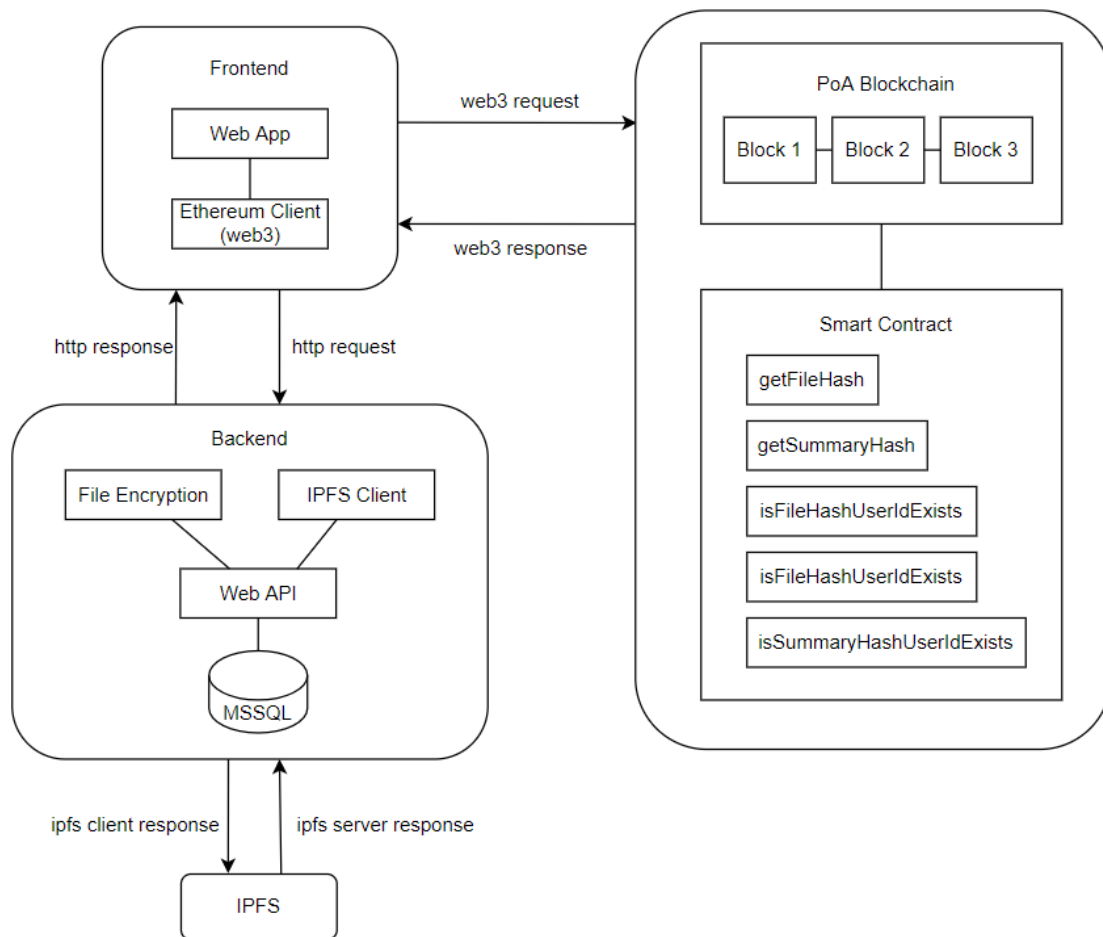 Frontend
Web App
Ethereum Client
(web3)
web3 request
web3 response
PoA Blockchain
Block 1
Block 2
Block 3
Smart Contract
getFileHash
getSummaryHash
isFileHashUserIdExists
isFileHashUserIdExists
isSummaryHashUserIdExists
http response
http request
Backend
File Encryption
IPFS Client
Web API
MSSQL
ipfs client response
ipfs server response
IPFS